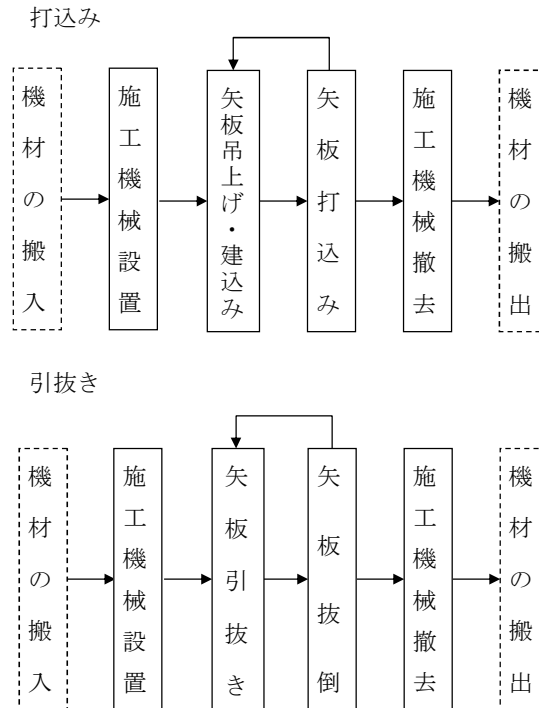 打込み
機材の搬入
施工機械設置
矢板吊上げ・建込み
矢板打込み
施工機械撤去
機材の搬出
引抜き
機材の搬入
施工機械設置
矢板引抜き
矢板抜倒
施工機械撤去
機材の搬出